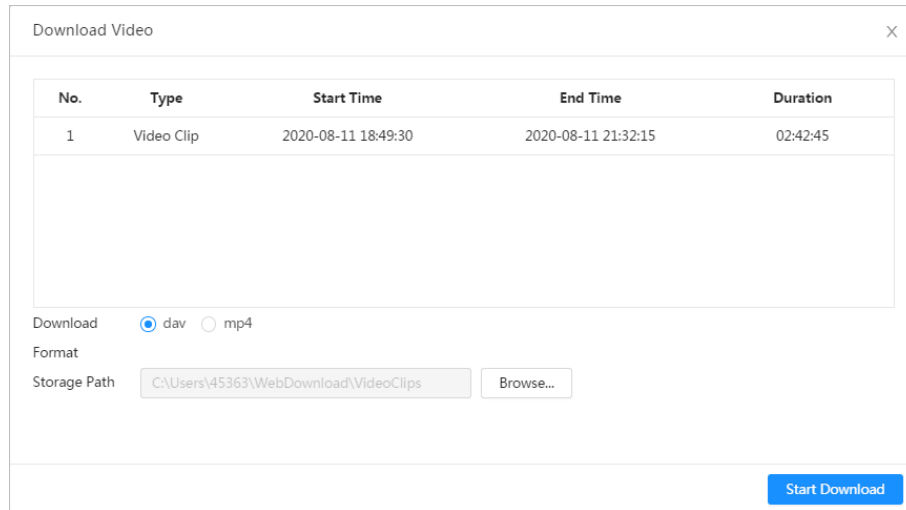 Download Video
No. Type Start Time End Time Duration
1 Video Clip 2020-08-11 18:49:30 2020-08-11 21:32:15 02:42:45
Download dav mp4
Format
Storage Path C:\Users\45363\WebDownload\VideoClips Browse...
Start Download